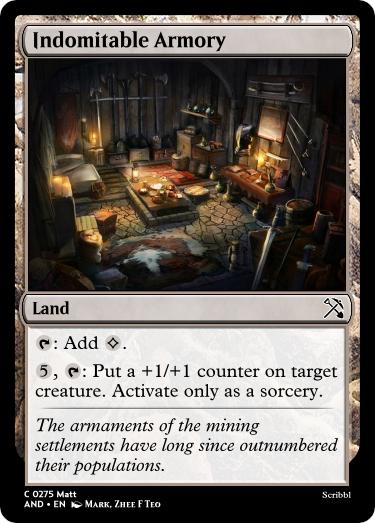 Indomitable Armory
Land
: Add .
5, : Put a +1/+1 counter on target
creature. Activate only as a sorcery.
The armaments of the mining
settlements have long since outnumbered
their populations.
C 0275 Matt
Scribbl
AND • EN Mark, Zhee F Teo